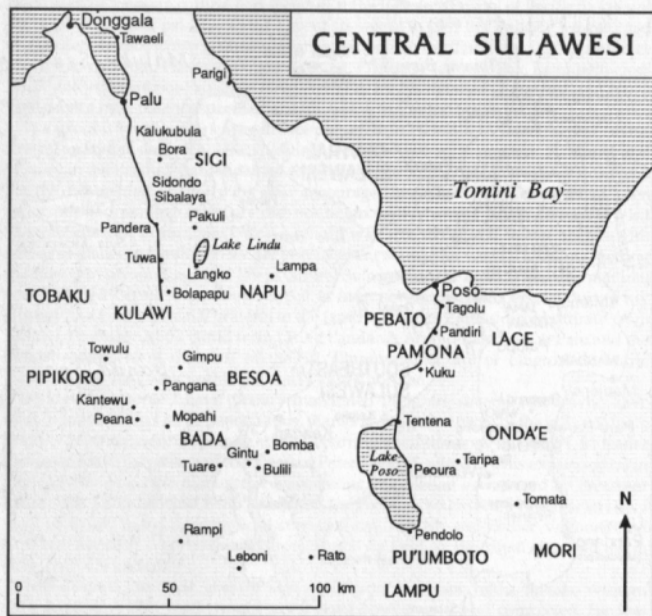 Donggala
Tawaeli
CENTRAL SULAWESI
Parigi
Palu
Kalukubula
Bora
SIGI
Sidondo
Sibalaya
Tomini Bay
Pakuli
Pandera
Lake Lindu
Tuwa
Langko
Lampa
TOBAKU
Bolapapu
NAPU
Poso
KULAWI
PEBATO
Tagolu
Pandiri
LAGE
Towulu
PAMONA
Gimpu
Kuku
PIPIKORO
BESOA
Pangana
Kantewu
Peana
Mopahi
Tentena
ONDA'E
BADA
Bomba
Gintu
Lake
Poso
Taripa
Tuare
Bulili
Peoura
Tomata
N
Rampi
Pendolo
Rato
PU'UMBOTO
MORI
Leboni
0
50
100 km
LAMPU